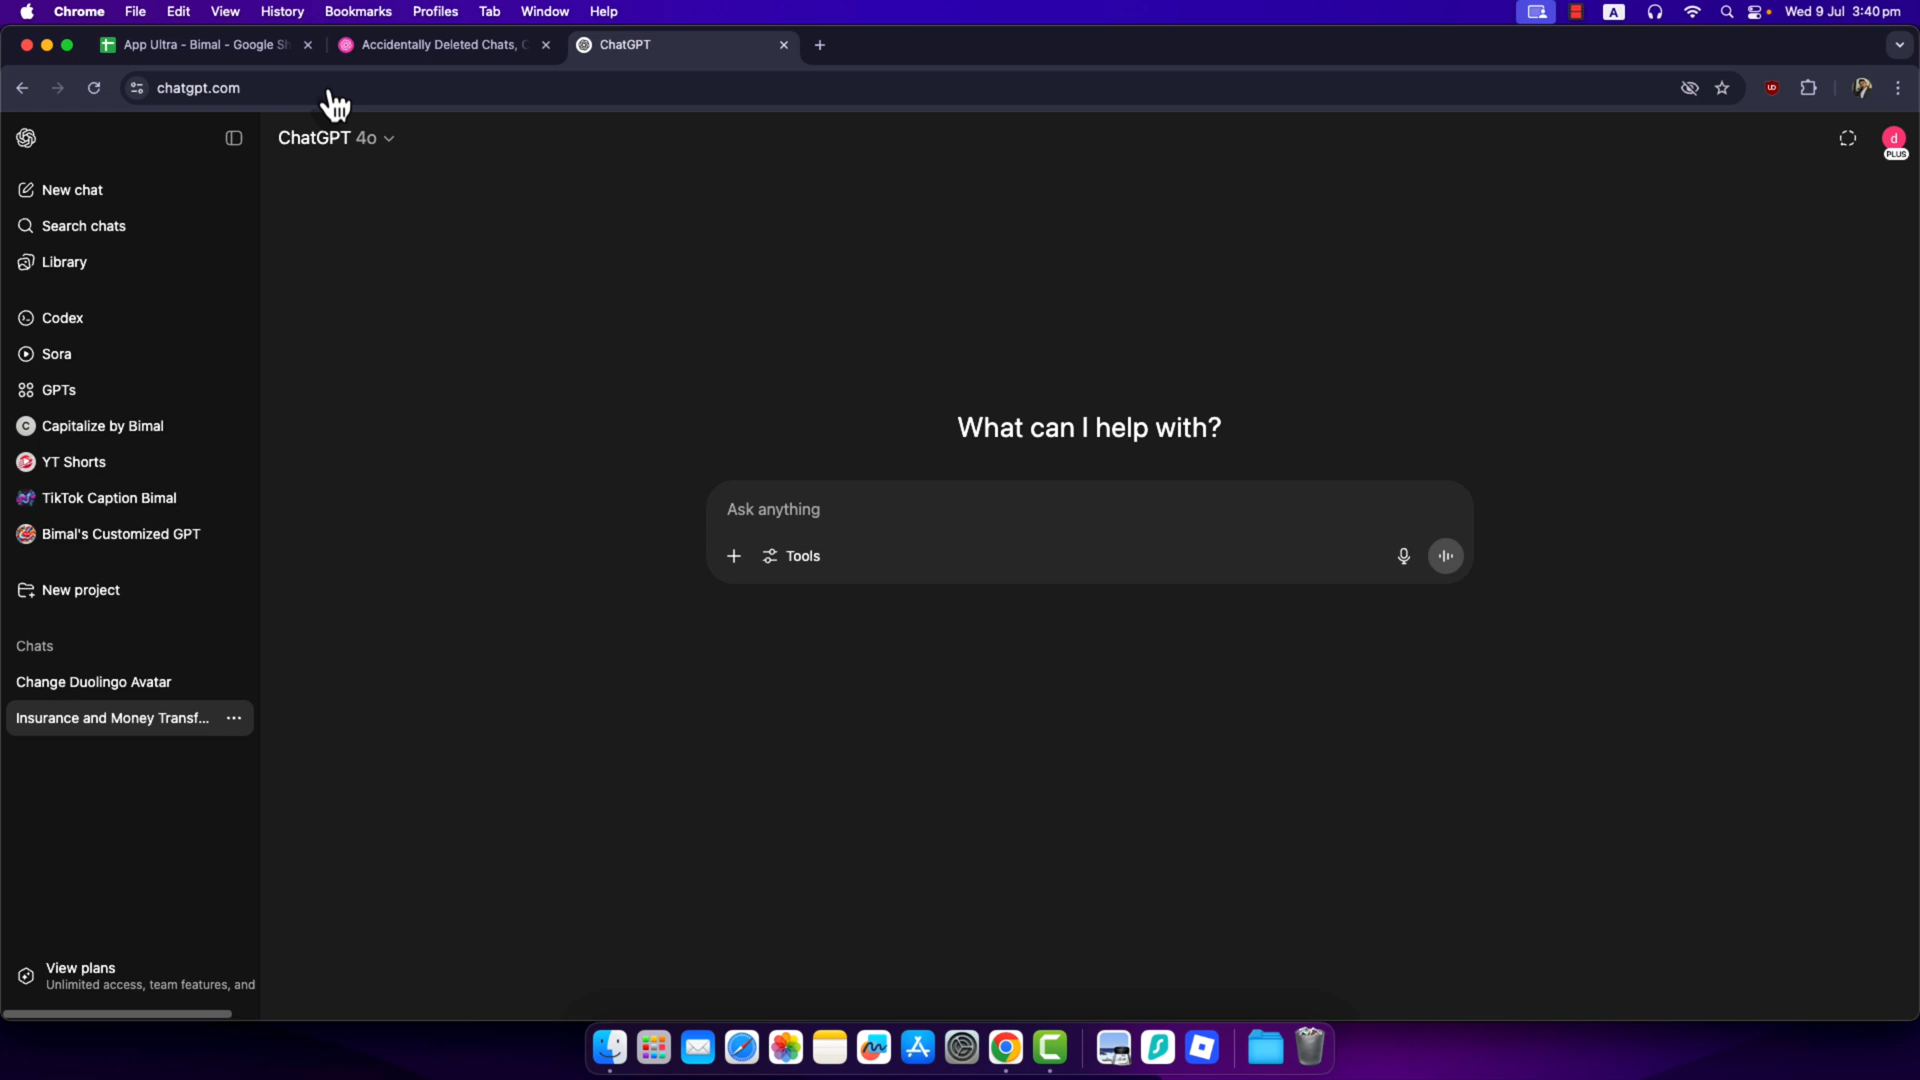 Chrome File Edit View History Bookmarks Profiles Tab Window Help
A Wed 9 Jul 3:40 pm
App Ultra - Bimal - Google Sh
Accidentally Deleted Chats, C
ChatGPT
chatgpt.com
ChatGPT 4o
d
PLUS
New chat
Search chats
Library
Codex
Sora
GPTs
C Capitalize by Bimal
YT Shorts
TikTok Caption Bimal
Bimal's Customized GPT
New project
Chats
Change Duolingo Avatar
Insurance and Money Transf...
What can I help with?
Ask anything
Tools
View plans
Unlimited access, team features, and